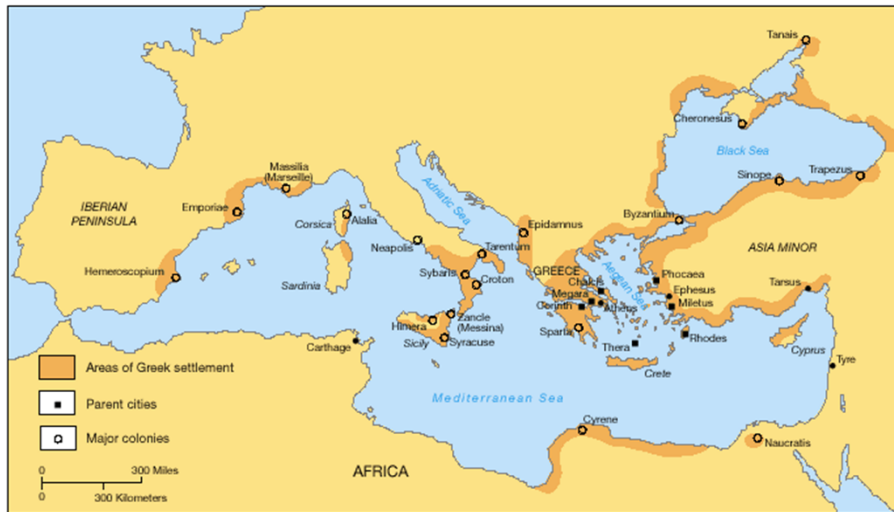 Tanais
Cheronesus
Black Sea
Massilia
(Marseille)
Sinope
Trapezus
IBERIAN
PENINSULA
Emporiae
Corsica
Alalia
Adriatic Sea
Epidamnus
Byzantium
Neapolis
Tarentum
ASIA MINOR
Hemeroscopium
Sardinia
Sybaris
Croton
GREECE
Aegean Sea
Phocaea
Chalcis
Ephesus
Tarsus
Megara
Miletus
Corinth
Athens
Himera
Zancle
(Messina)
Sparta
Rhodes
Sicily
Syracuse
Carthage
Thera
Cyprus
Tyre
Crete
Areas of Greek settlement
Parent cities
Mediterranean Sea
Major colonies
Cyrene
Naucratis
0 300 Miles
AFRICA
0 300 Kilometers